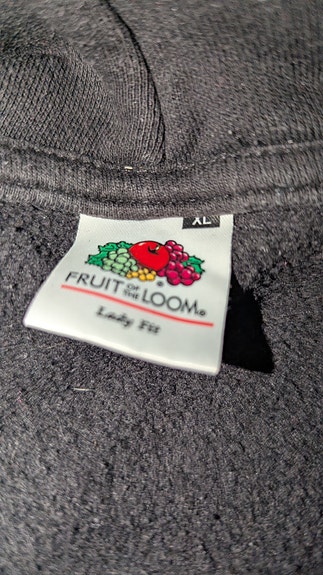 XL
FRUIT OF THE LOOM®
Lady Fit